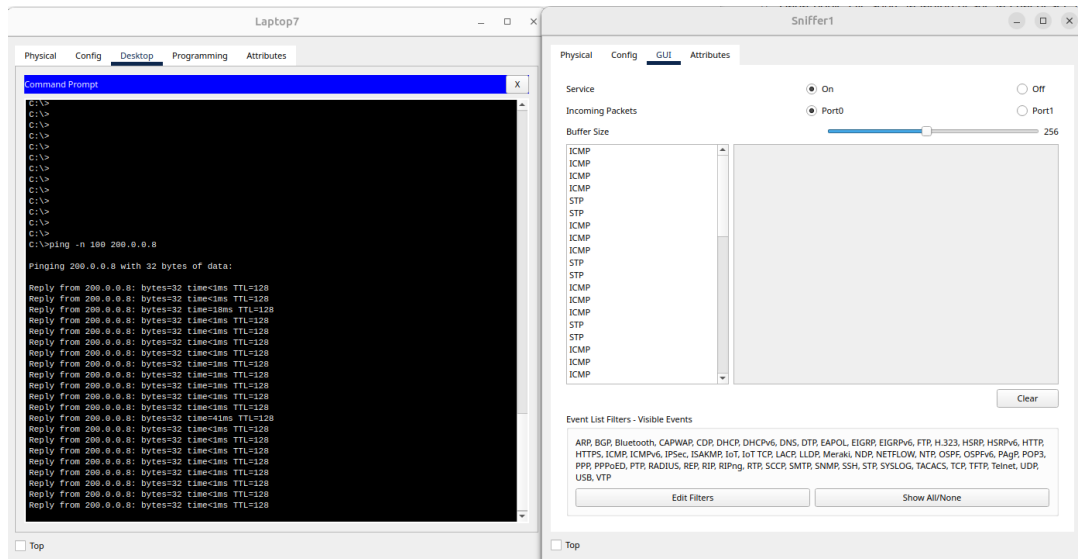 Laptop7
Physical Config Desktop Programming Attributes
Command Prompt X
C:\>
C:\>
C:\>
C:\>
C:\>
C:\>
C:\>
C:\>
C:\>
C:\>
C:\>
C:\>
C:\>
C:\>ping -n 100 200.0.0.8
Pinging 200.0.0.8 with 32 bytes of data:
Reply from 200.0.0.8: bytes=32 time<1ms TTL=128
Reply from 200.0.0.8: bytes=32 time<1ms TTL=128
Reply from 200.0.0.8: bytes=32 time=18ms TTL=128
Reply from 200.0.0.8: bytes=32 time<1ms TTL=128
Reply from 200.0.0.8: bytes=32 time<1ms TTL=128
Reply from 200.0.0.8: bytes=32 time<1ms TTL=128
Reply from 200.0.0.8: bytes=32 time<1ms TTL=128
Reply from 200.0.0.8: bytes=32 time=1ms TTL=128
Reply from 200.0.0.8: bytes=32 time<1ms TTL=128
Reply from 200.0.0.8: bytes=32 time=1ms TTL=128
Reply from 200.0.0.8: bytes=32 time<1ms TTL=128
Reply from 200.0.0.8: bytes=32 time<1ms TTL=128
Reply from 200.0.0.8: bytes=32 time=41ms TTL=128
Reply from 200.0.0.8: bytes=32 time<1ms TTL=128
Reply from 200.0.0.8: bytes=32 time<1ms TTL=128
Reply from 200.0.0.8: bytes=32 time<1ms TTL=128
Reply from 200.0.0.8: bytes=32 time<1ms TTL=128
Reply from 200.0.0.8: bytes=32 time<1ms TTL=128
Reply from 200.0.0.8: bytes=32 time<1ms TTL=128
Reply from 200.0.0.8: bytes=32 time<1ms TTL=128
Reply from 200.0.0.8: bytes=32 time<1ms TTL=128
Top
Sniffer1
Physical Config GUI Attributes
Service On Off
Incoming Packets Port0 Port1
Buffer Size 256
ICMP
ICMP
ICMP
ICMP
STP
STP
ICMP
ICMP
ICMP
STP
STP
ICMP
ICMP
ICMP
STP
STP
ICMP
ICMP
ICMP
Clear
Event List Filters - Visible Events
ARP, BGP, Bluetooth, CAPWAP, CDP, DHCP, DHCPv6, DNS, DTP, EAPOL, EIGRP, EIGRPv6, FTP, H.323, HSRP, HSRPv6, HTTP,
HTTPS, ICMP, ICMPv6, IPSec, ISAKMP, IoT, IoT TCP, LACP, LLDP, Meraki, NDP, NETFLOW, NTP, OSPF, OSPFv6, PAgP, POP3,
PPP, PPPoED, PTP, RADIUS, REP, RIP, RIPng, RTP, SCCP, SMTP, SNMP, SSH, STP, SYSLOG, TACACS, TCP, TFTP, Telnet, UDP,
USB, VTP
Edit Filters Show All/None
Top